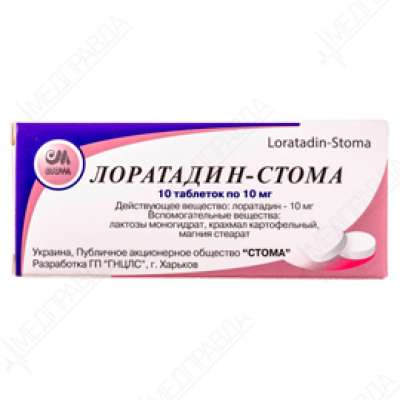 Loratadin-Stoma
ЛОРАТАДИН-СТОМА
10 таблеток по 10 мг
Действующее вещество: лоратадин - 10 мг
Вспомогательные вещества:
лактозы моногидрат, крахмал картофельный,
магния стеарат
Украина, Публичное акционерное общество "СТОМА"
Разработка ГП "ГНЦЛС", г. Харьков
МЕДПРАВДА